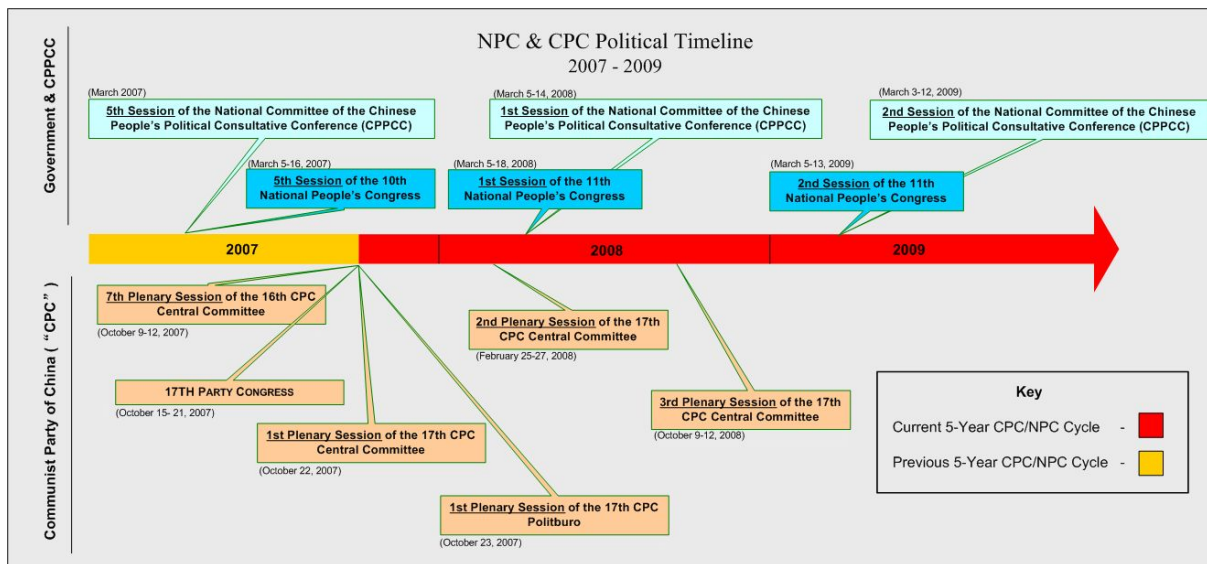 NPC & CPC Political Timeline
2007 - 2009
Government & CPPCC
(March 2007)
5th Session of the National Committee of the Chinese
People's Political Consultative Conference (CPPCC)
(March 5-14, 2008)
1st Session of the National Committee of the Chinese
People's Political Consultative Conference (CPPCC)
(March 3-12, 2009)
2nd Session of the National Committee of the Chinese
People's Political Consultative Conference (CPPCC)
(March 5-16, 2007)
5th Session of the 10th
National People's Congress
(March 5-18, 2008)
1st Session of the 11th
National People's Congress
(March 5-13, 2009)
2nd Session of the 11th
National People's Congress
2007
2008
2009
Communist Party of China ( "CPC" )
7th Plenary Session of the 16th CPC
Central Committee
(October 9-12, 2007)
2nd Plenary Session of the 17th
CPC Central Committee
(February 25-27, 2008)
17TH PARTY CONGRESS
(October 15- 21, 2007)
3rd Plenary Session of the 17th
CPC Central Committee
(October 9-12, 2008)
1st Plenary Session of the 17th CPC
Central Committee
(October 22, 2007)
1st Plenary Session of the 17th CPC
Politburo
(October 23, 2007)
Key
Current 5-Year CPC/NPC Cycle -
Previous 5-Year CPC/NPC Cycle -